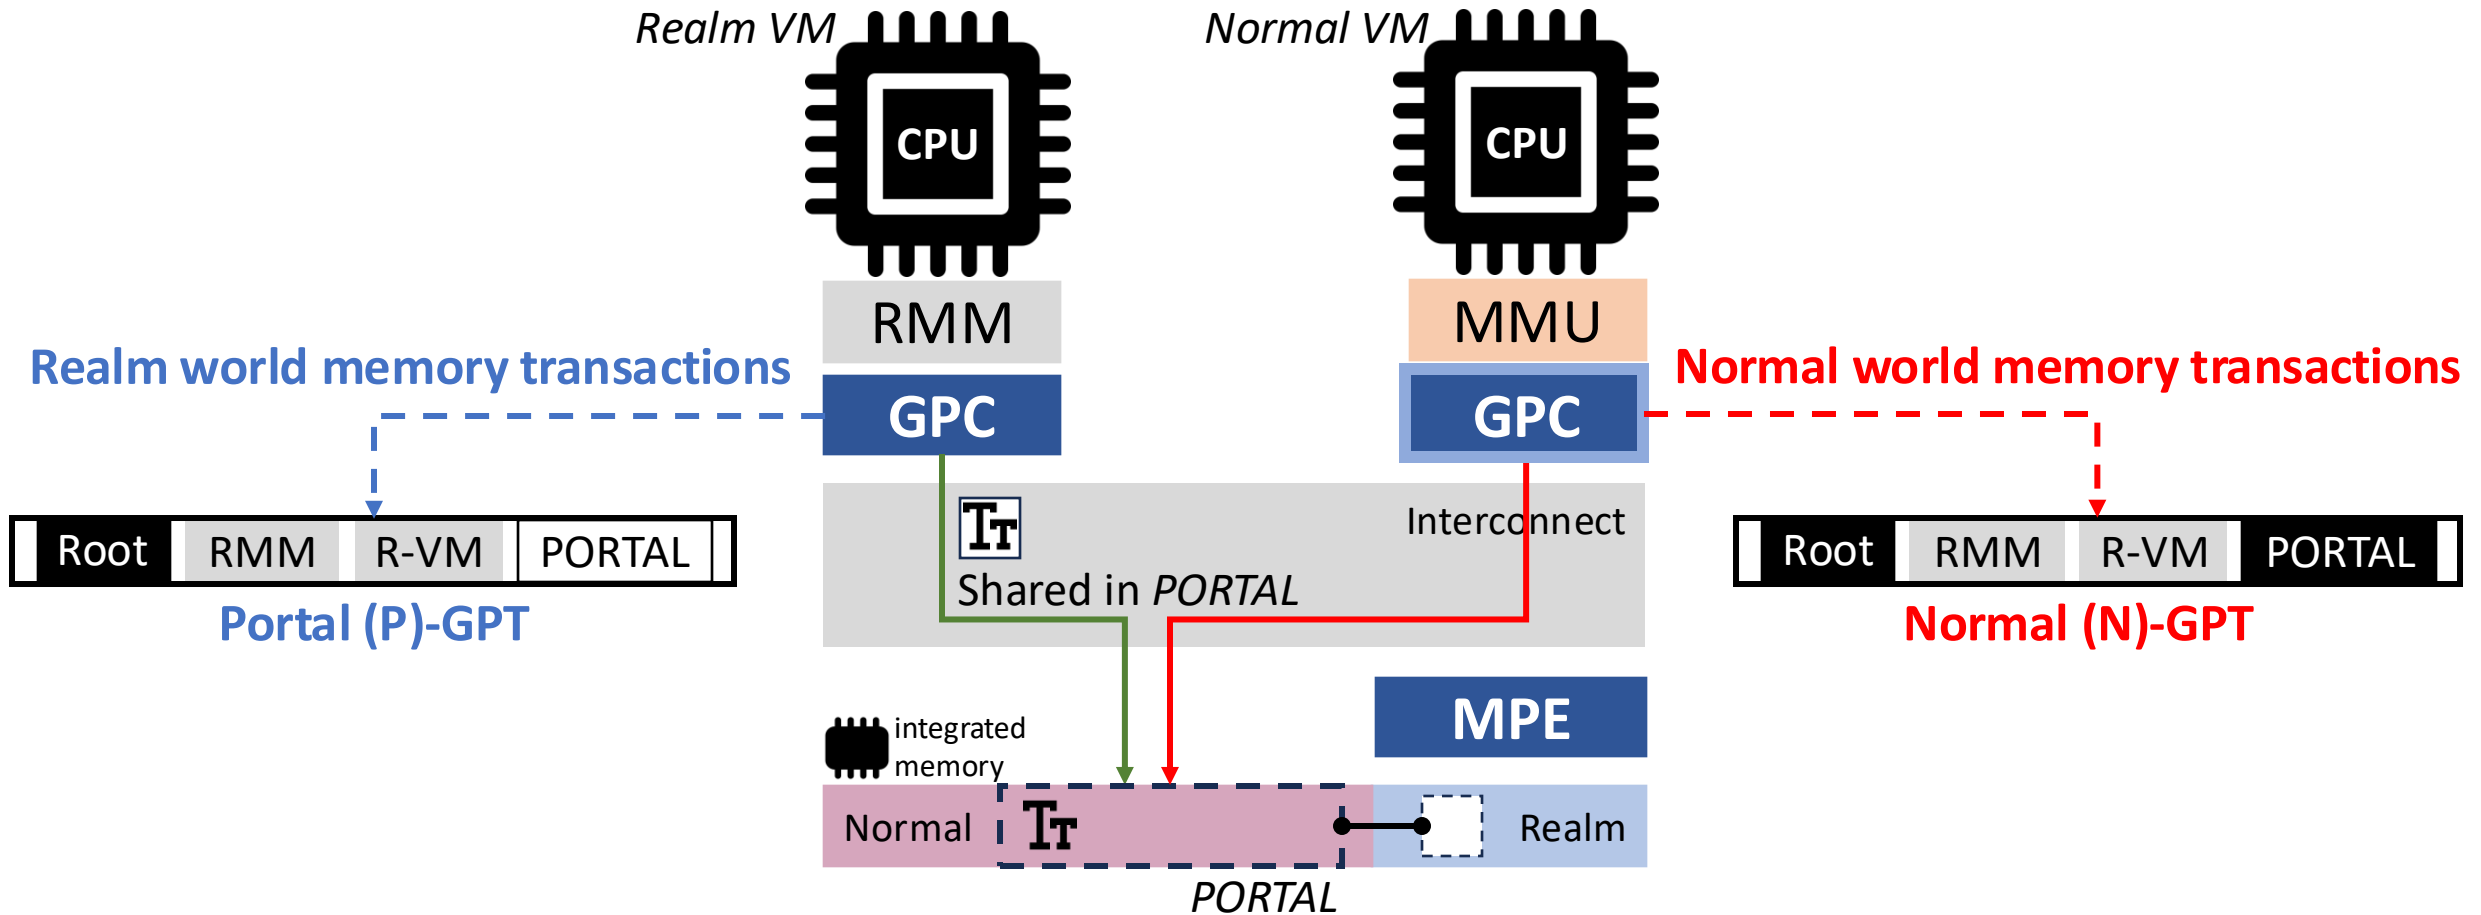 Realm VM
Normal VM
CPU
CPU
RMM
MMU
Realm world memory transactions
GPC
GPC
Normal world memory transactions
Root
RMM
R-VM
PORTAL
Portal (P)-GPT
Tт
Interconnect
Shared in PORTAL
Root
RMM
R-VM
PORTAL
Normal (N)-GPT
MPE
integrated
memory
Normal
Tт
Realm
PORTAL